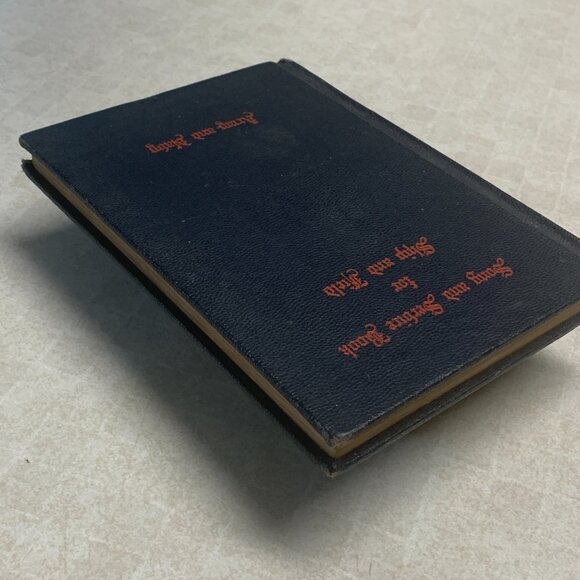 Song and Service Book
for
Ship and Field
Army and Navy